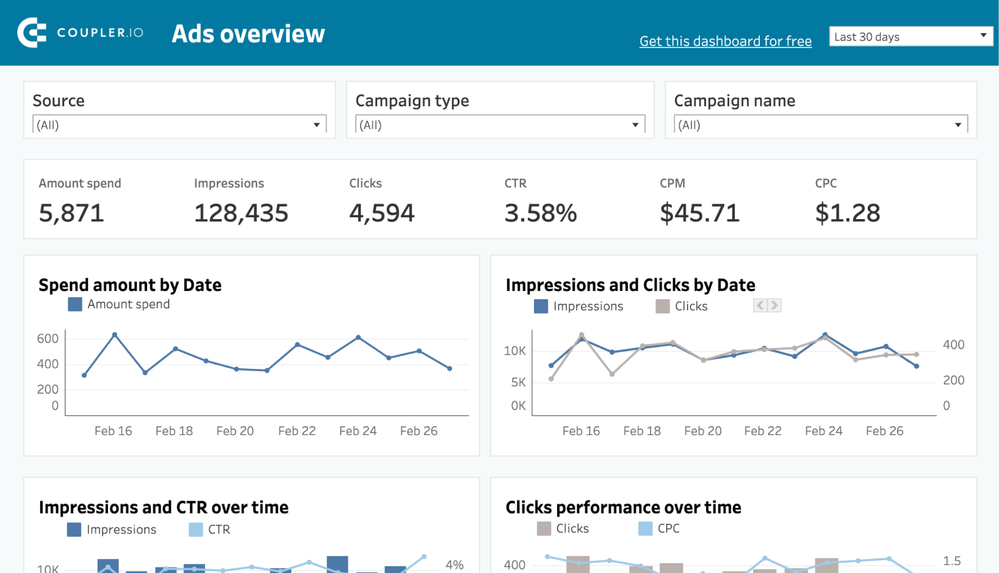 COUPLER.IO
Ads overview
Get this dashboard for free
Last 30 days
Source
(All)
Campaign type
(All)
Campaign name
(All)
Amount spend
5,871
Impressions
128,435
Clicks
4,594
CTR
3.58%
CPM
$45.71
CPC
$1.28
Spend amount by Date
Amount spend
600
400
200
0
Feb 16 Feb 18 Feb 20 Feb 22 Feb 24 Feb 26
Impressions and Clicks by Date
Impressions Clicks
10K
5K
0K
400
200
0
Feb 16 Feb 18 Feb 20 Feb 22 Feb 24 Feb 26
Impressions and CTR over time
Impressions CTR
10K
4%
Clicks performance over time
Clicks CPC
400
1.5